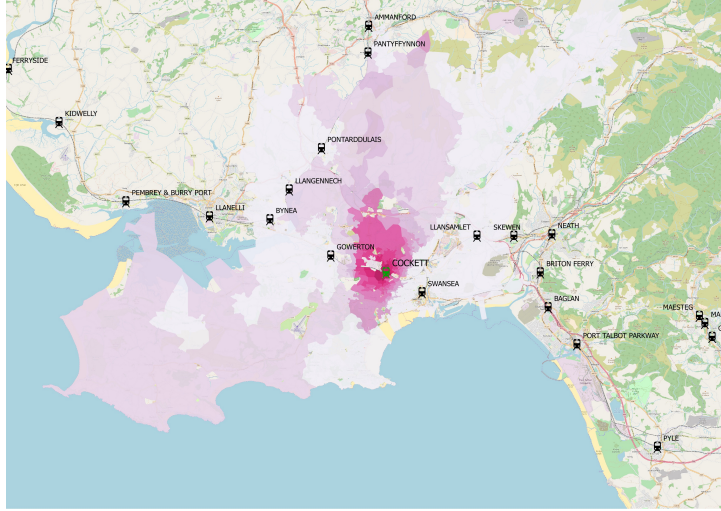 AMMANFORD
PANTYFFYNNON
FERRYSIDE
KIDWELLY
PONTARDDULAIS
LLANGENNECH
PEMBREY & BURRY PORT
LLANELLI
BYNEA
LLANSAMLET
SKEWEN
NEATH
GOWERTON
COCKETT
BRITON FERRY
SWANSEA
BAGLAN
MAESTEG
MA
PORT TALBOT PARKWAY
PYLE